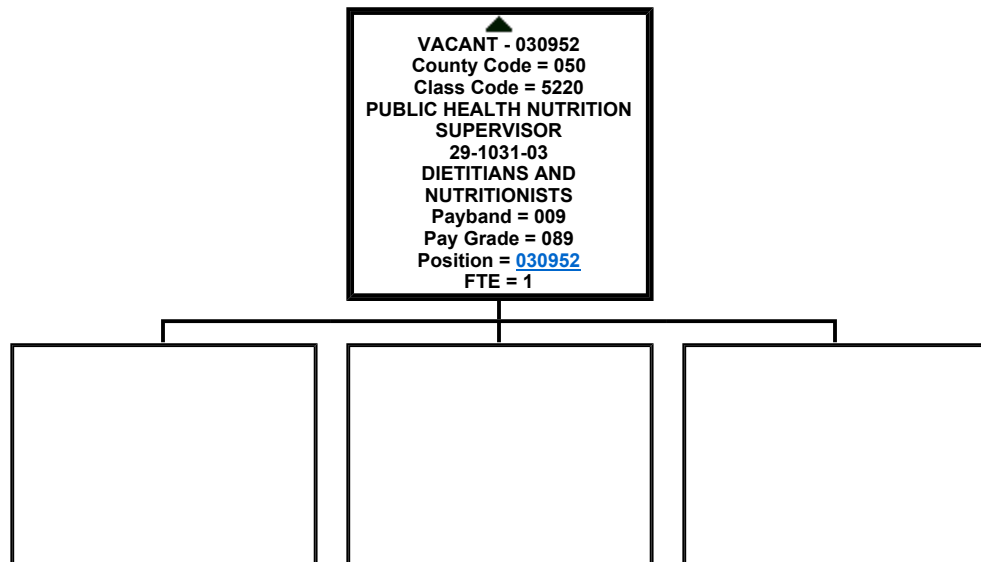 VACANT - 030952
County Code = 050
Class Code = 5220
PUBLIC HEALTH NUTRITION
SUPERVISOR
29-1031-03
DIETITIANS AND
NUTRITIONISTS
Payband = 009
Pay Grade = 089
Position = 030952
FTE = 1